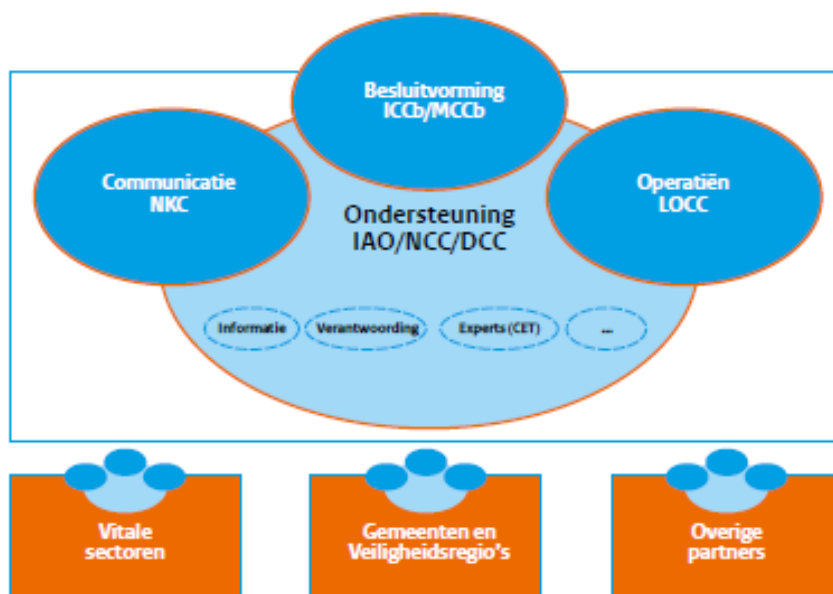 Besluitvorming
ICCb/MCCb
Communicatie
NKC
Operatiën
LOCC
Ondersteuning
IAO/NCC/DCC
Informatie
Verantwoording
Experts (CET)
...
Vitale
sectoren
Gemeenten en
Veiligheidsregio's
Overige
partners